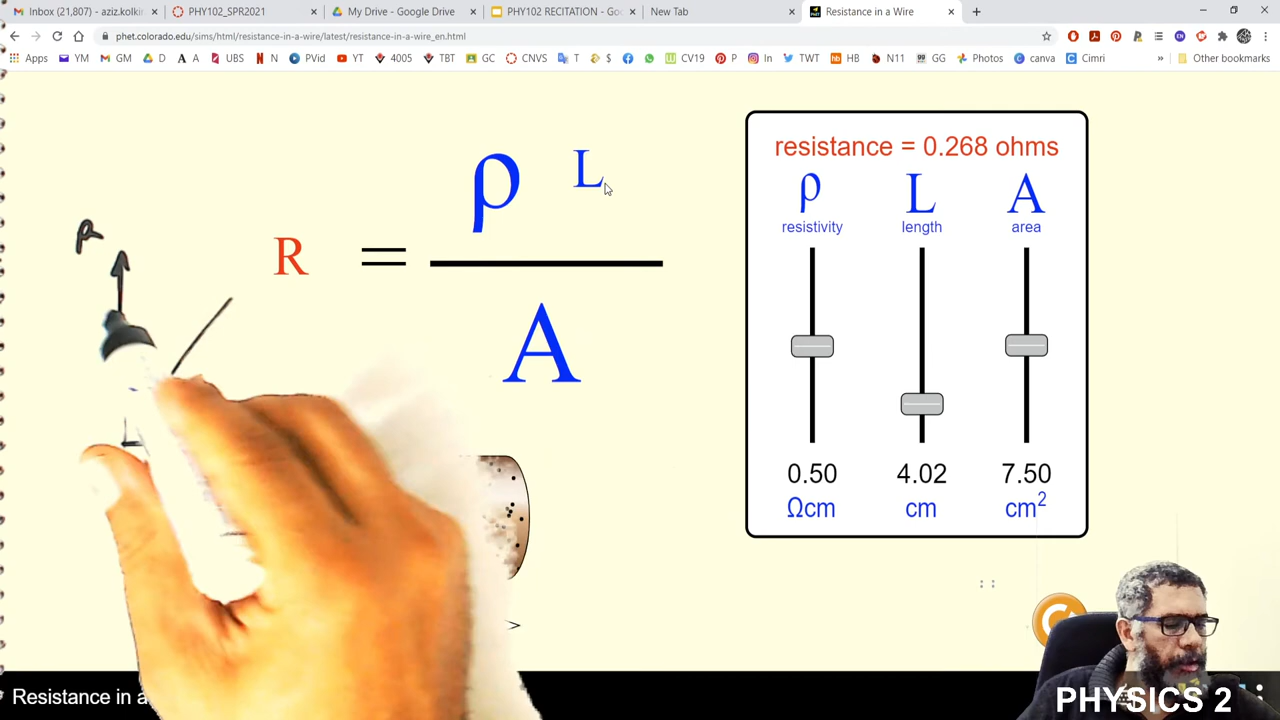 Inbox (21,807) - aziz.kolkir
PHY102_SPR2021
My Drive - Google Drive
PHY102 RECITATION - Go
New Tab
Resistance in a Wire
phet.colorado.edu/sims/html/resistance-in-a-wire/latest/resistance-in-a-wire_en.html
Apps YM GM D A UBS N PVid YT 4005 TBT GC CNVS T $ CV19 P In TWT HB N11 GG Photos canva Cimri » Other bookmarks
R = ρ L
A
resistance = 0.268 ohms
ρ L A
resistivity length area
0.50 4.02 7.50
Ωcm cm cm²
R
L
Resistance in a
PHYSICS 2